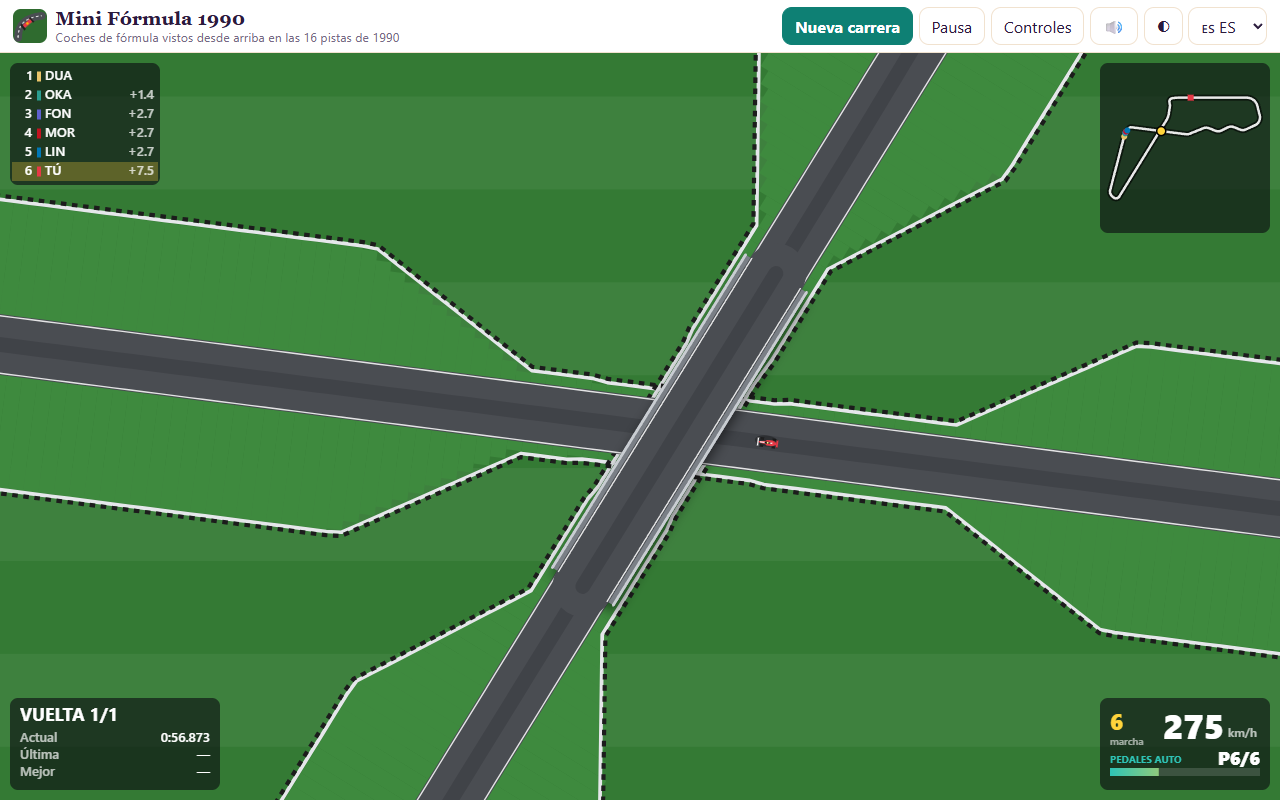 Mini Fórmula 1990
Coches de fórmula vistos desde arriba en las 16 pistas de 1990
Nueva carrera
Pausa
Controles
ES ES
1 DUA
2 OKA +1.4
3 FON +2.7
4 MOR +2.7
5 LIN +2.7
6 TÚ +7.5
VUELTA 1/1
Actual 0:56.873
Última —
Mejor —
6 275 km/h
marcha
PEDALES AUTO P6/6